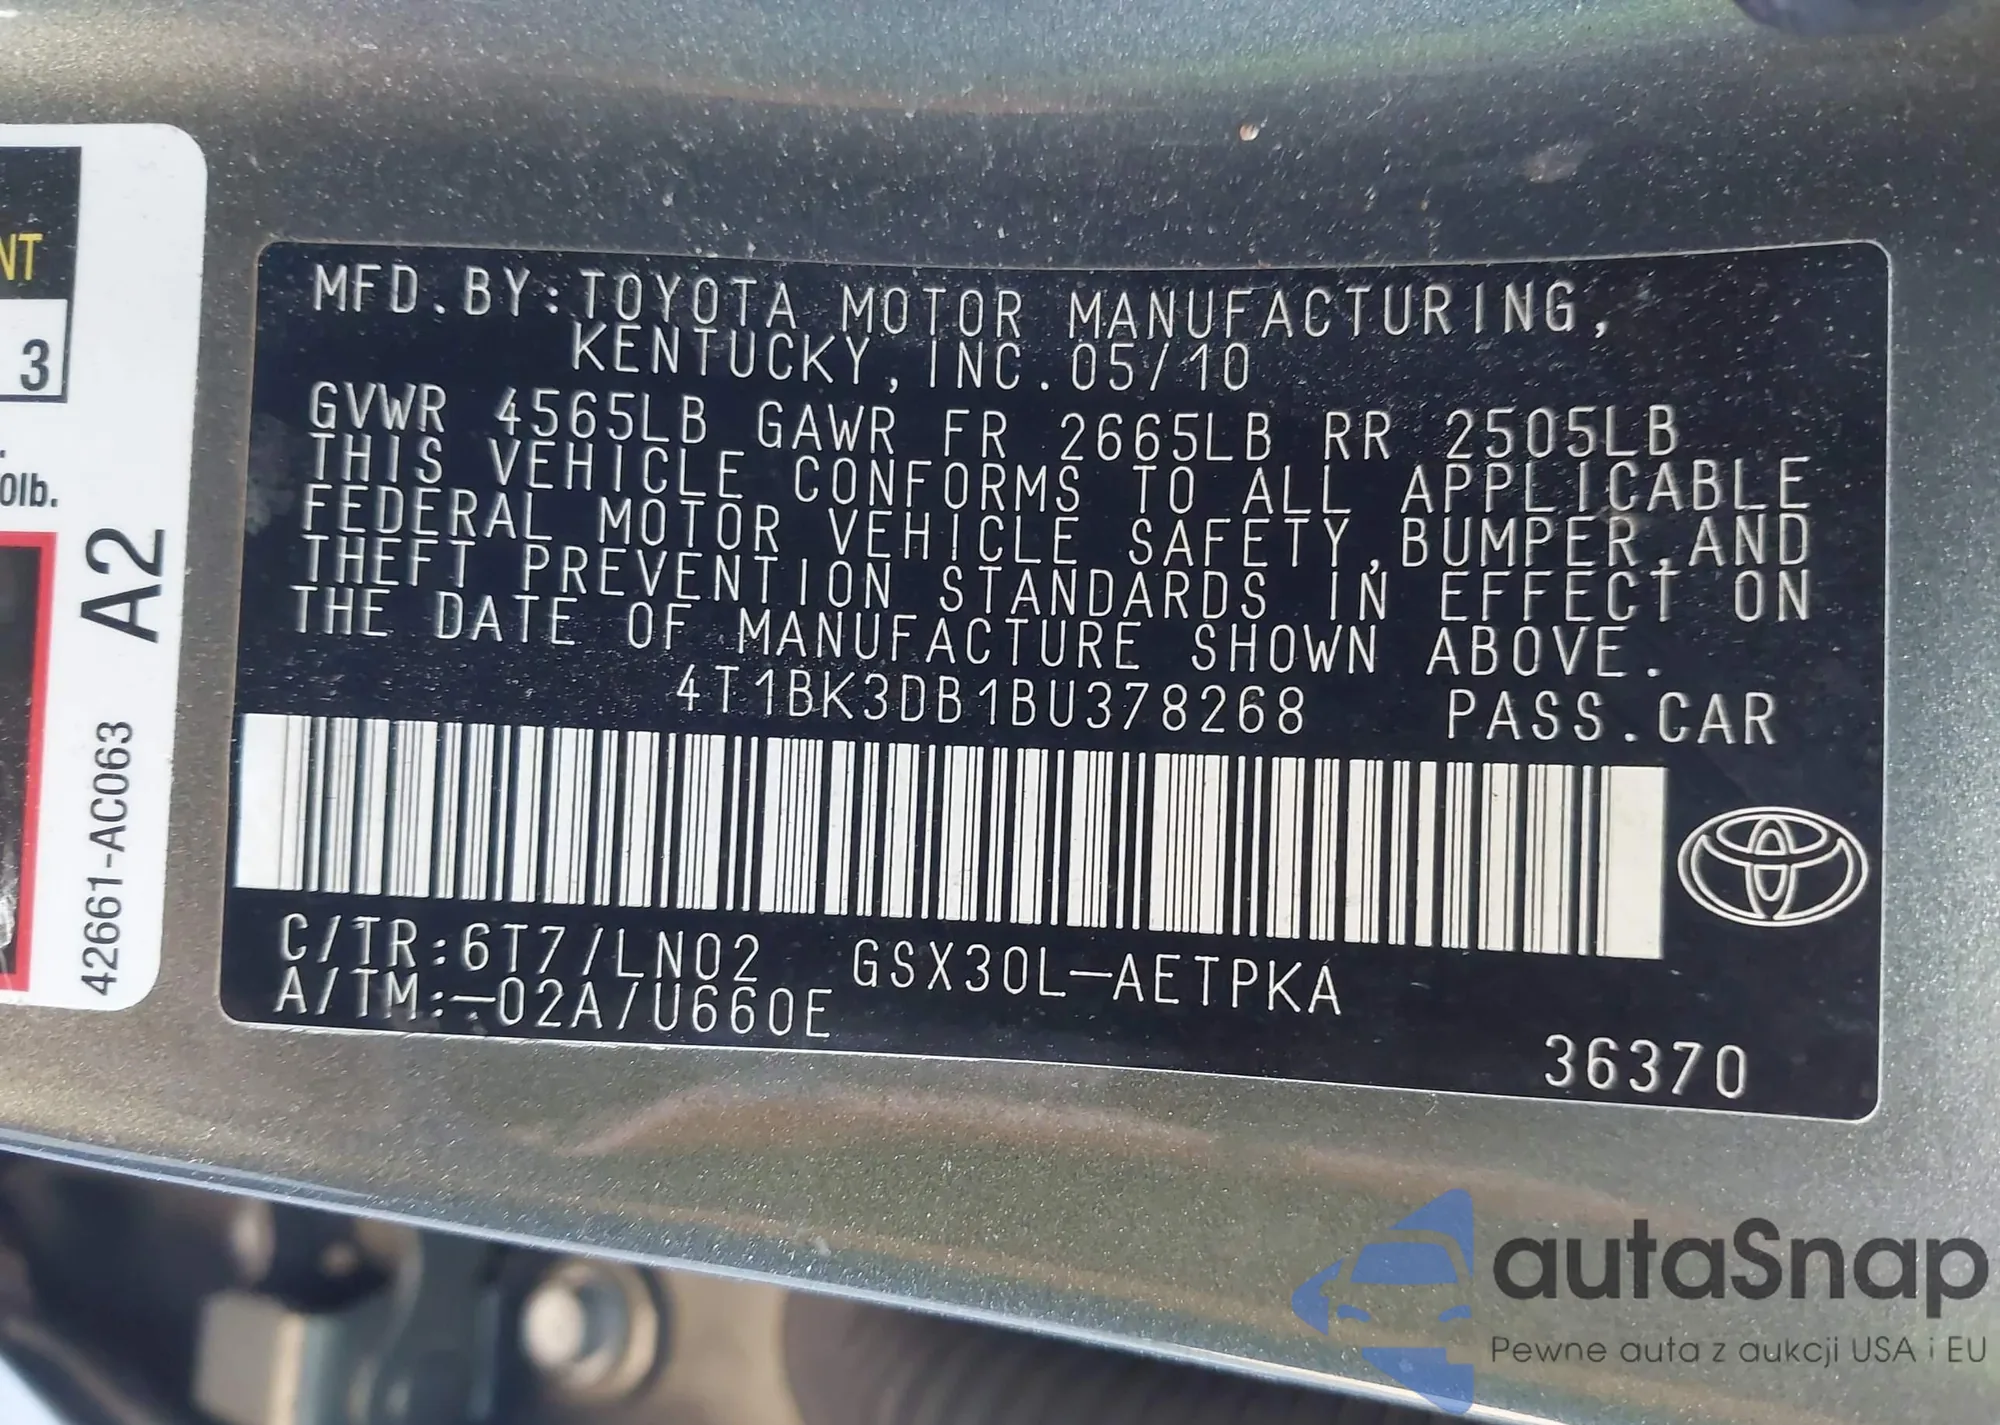 NT
3
0lb.
A2
42661-AC063
MFD.BY:TOYOTA MOTOR MANUFACTURING,
KENTUCKY,INC.05/10
GVWR 4565LB GAWR FR 2665LB RR 2505LB
THIS VEHICLE CONFORMS TO ALL APPLICABLE
FEDERAL MOTOR VEHICLE SAFETY,BUMPER,AND
THEFT PREVENTION STANDARDS IN EFFECT ON
THE DATE OF MANUFACTURE SHOWN ABOVE.
4T1BK3DB1BU378268 PASS.CAR
C/TR:6T7/LN02 GSX30L-AETPKA
A/TM:-02A/U660E
36370
autaSnap
Pewne auta z aukcji USA i EU